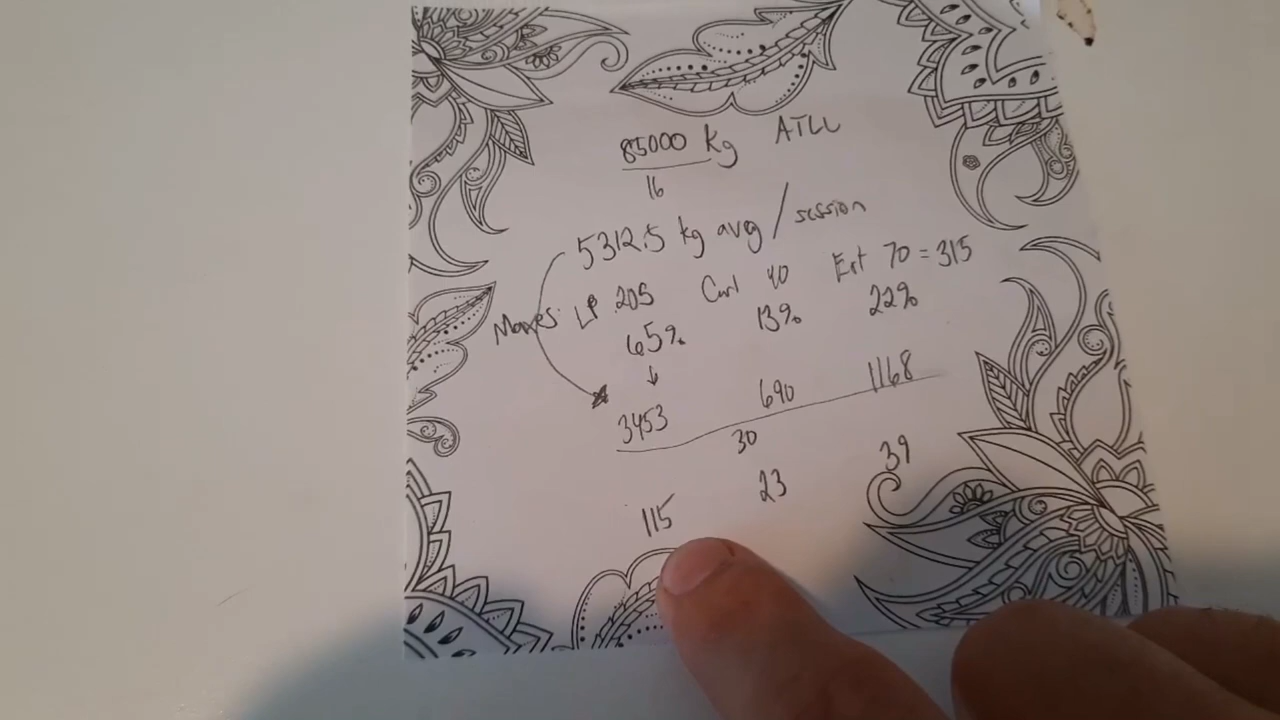 85000 kg ATLL
16
5312.5 kg avg / session
Maxes: LP 205 Curl 40 Ext 70 = 315
65% 13% 22%
3453 690 1168
30
115 23 39